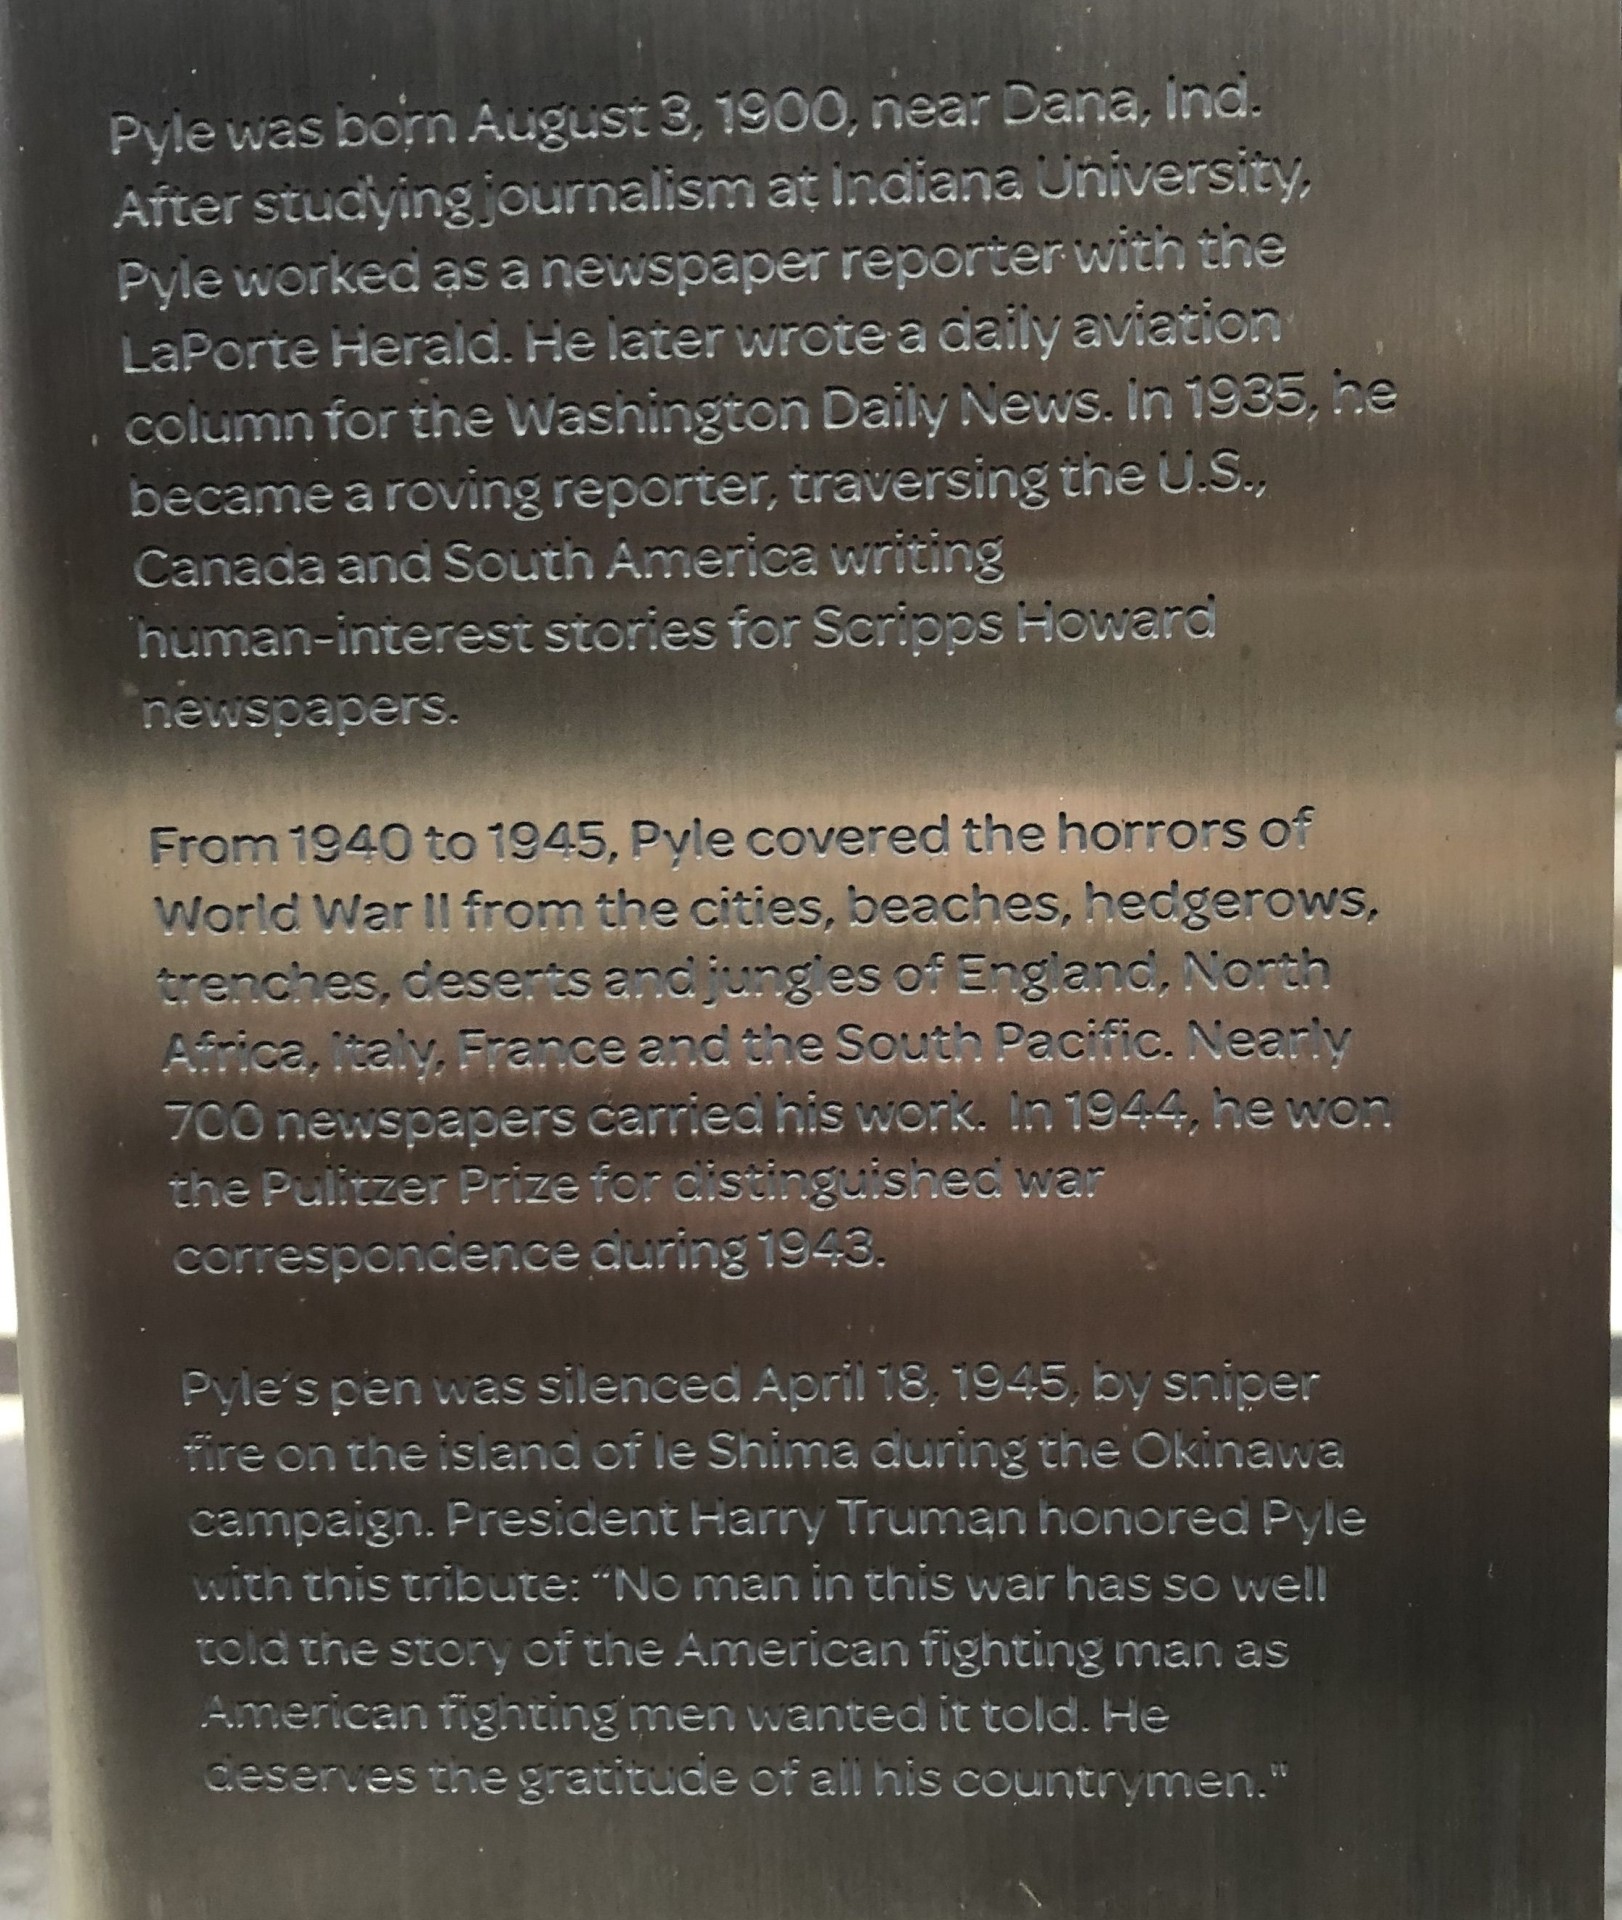 Pyle was born August 3, 1900, near Dana, Ind.
After studying journalism at Indiana University,
Pyle worked as a newspaper reporter with the
LaPorte Herald. He later wrote a daily aviation
column for the Washington Daily News. In 1935, he
became a roving reporter, traversing the U.S.,
Canada and South America writing
human-interest stories for Scripps Howard
newspapers.
From 1940 to 1945, Pyle covered the horrors of
World War II from the cities, beaches, hedgerows,
trenches, deserts and jungles of England, North
Africa, Italy, France and the South Pacific. Nearly
700 newspapers carried his work. In 1944, he won
the Pulitzer Prize for distinguished war
correspondence during 1943.
Pyle's pen was silenced April 18, 1945, by sniper
fire on the island of Ie Shima during the Okinawa
campaign. President Harry Truman honored Pyle
with this tribute: “No man in this war has so well
told the story of the American fighting man as
American fighting men wanted it told. He
deserves the gratitude of all his countrymen."